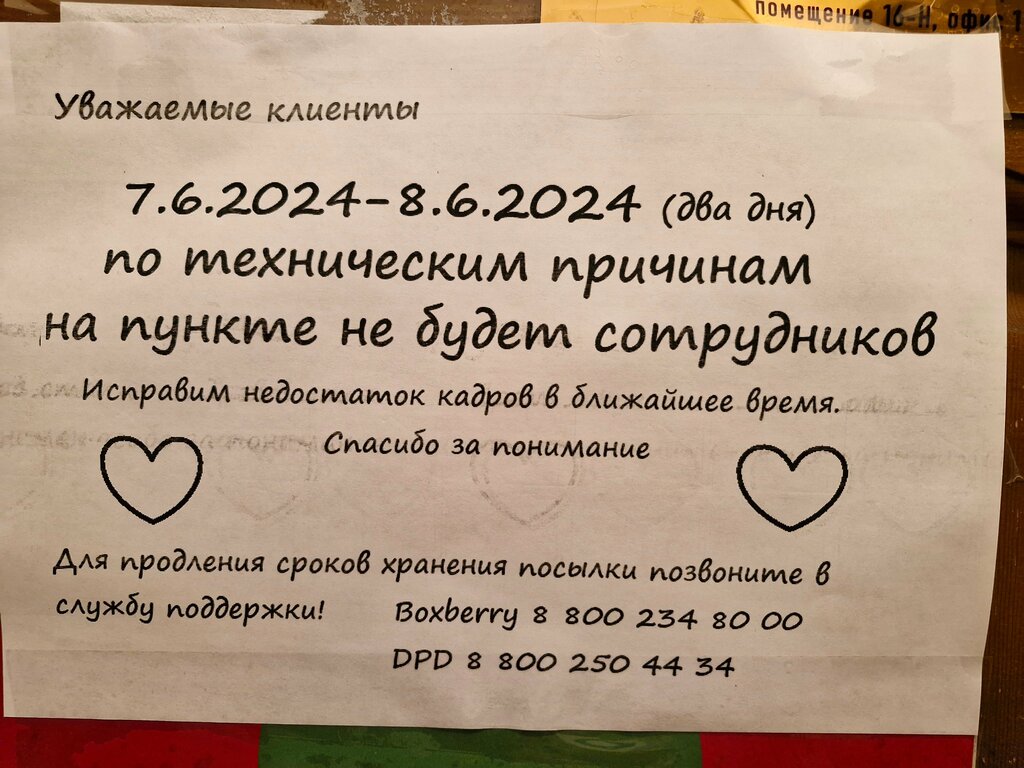 помещение 16-Н, офис 1
Уважаемые клиенты
7.6.2024-8.6.2024 (два дня)
по техническим причинам
на пункте не будет сотрудников
Исправим недостаток кадров в ближайшее время.
Спасибо за понимание
Для продления сроков хранения посылки позвоните в
службу поддержки! Boxberry 8 800 234 80 00
DPD 8 800 250 44 34